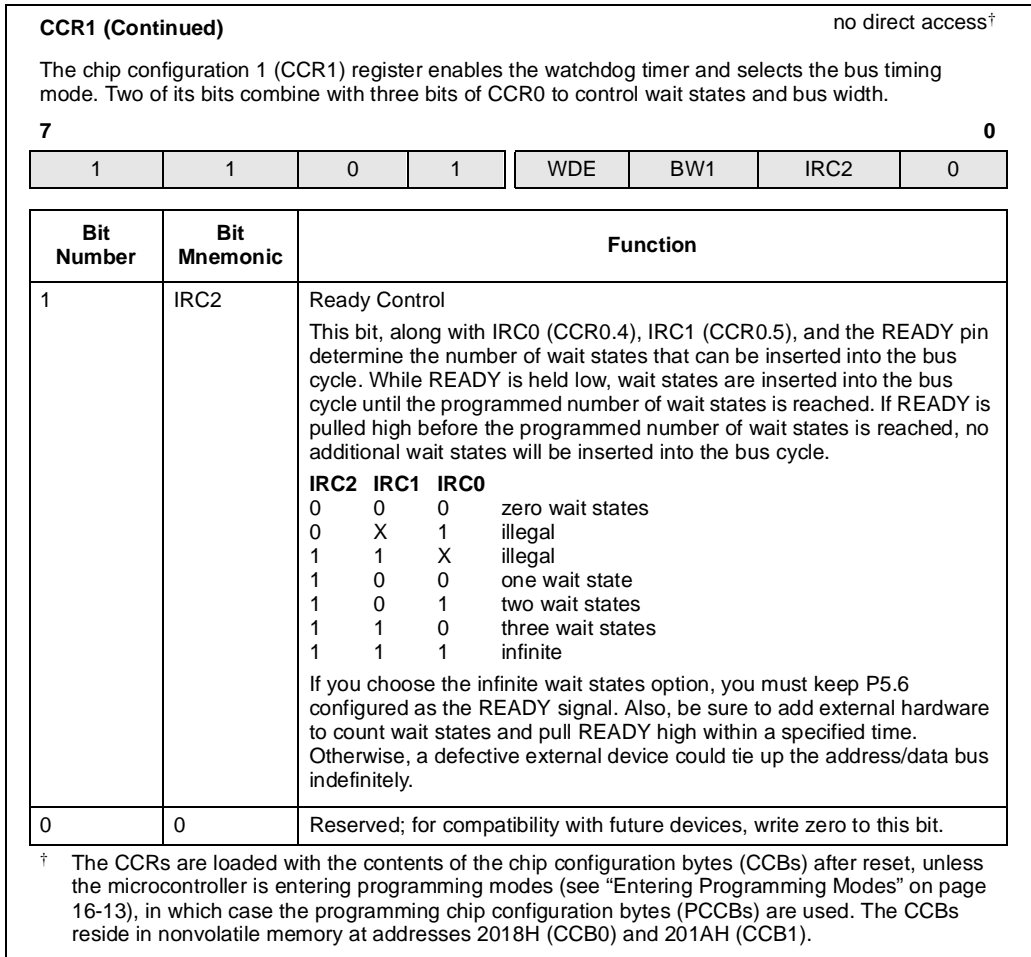 CCR1 (Continued) no direct access†
The chip configuration 1 (CCR1) register enables the watchdog timer and selects the bus timing
mode. Two of its bits combine with three bits of CCR0 to control wait states and bus width.
7 0
1 1 0 1 WDE BW1 IRC2 0
Bit Number Bit Mnemonic Function
1 IRC2 Ready Control
This bit, along with IRC0 (CCR0.4), IRC1 (CCR0.5), and the READY pin
determine the number of wait states that can be inserted into the bus
cycle. While READY is held low, wait states are inserted into the bus
cycle until the programmed number of wait states is reached. If READY is
pulled high before the programmed number of wait states is reached, no
additional wait states will be inserted into the bus cycle.
IRC2 IRC1 IRC0
0 0 0 zero wait states
0 X 1 illegal
1 1 X illegal
1 0 0 one wait state
1 0 1 two wait states
1 1 0 three wait states
1 1 1 infinite
If you choose the infinite wait states option, you must keep P5.6
configured as the READY signal. Also, be sure to add external hardware
to count wait states and pull READY high within a specified time.
Otherwise, a defective external device could tie up the address/data bus
indefinitely.
0 0 Reserved; for compatibility with future devices, write zero to this bit.
† The CCRs are loaded with the contents of the chip configuration bytes (CCBs) after reset, unless
the microcontroller is entering programming modes (see “Entering Programming Modes” on page
16-13), in which case the programming chip configuration bytes (PCCBs) are used. The CCBs
reside in nonvolatile memory at addresses 2018H (CCB0) and 201AH (CCB1).